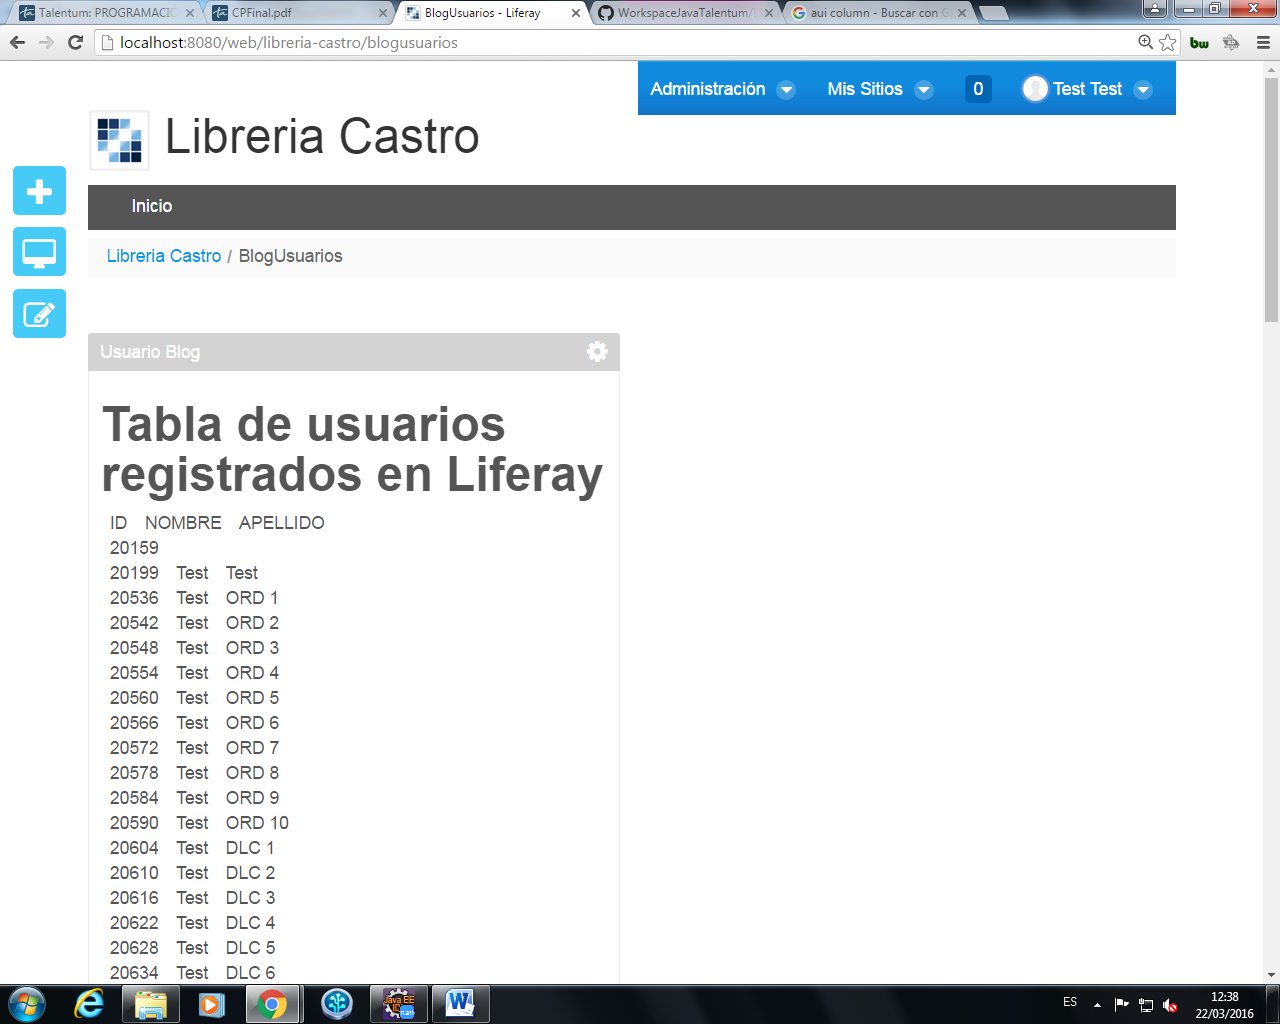 Talentum: PROGRAMACIÓ
CPFinal.pdf
BlogUsuarios - Liferay
WorkspaceJavaTalentum/
aui column - Buscar con G
localhost:8080/web/libreria-castro/blogusuarios
bw
Administración
Mis Sitios
0
Test Test
Libreria Castro
Inicio
Libreria Castro / BlogUsuarios
Usuario Blog
Tabla de usuarios
registrados en Liferay
ID NOMBRE APELLIDO
20159
20199 Test Test
20536 Test ORD 1
20542 Test ORD 2
20548 Test ORD 3
20554 Test ORD 4
20560 Test ORD 5
20566 Test ORD 6
20572 Test ORD 7
20578 Test ORD 8
20584 Test ORD 9
20590 Test ORD 10
20604 Test DLC 1
20610 Test DLC 2
20616 Test DLC 3
20622 Test DLC 4
20628 Test DLC 5
20634 Test DLC 6
Java EE
ES
12:38
22/03/2016